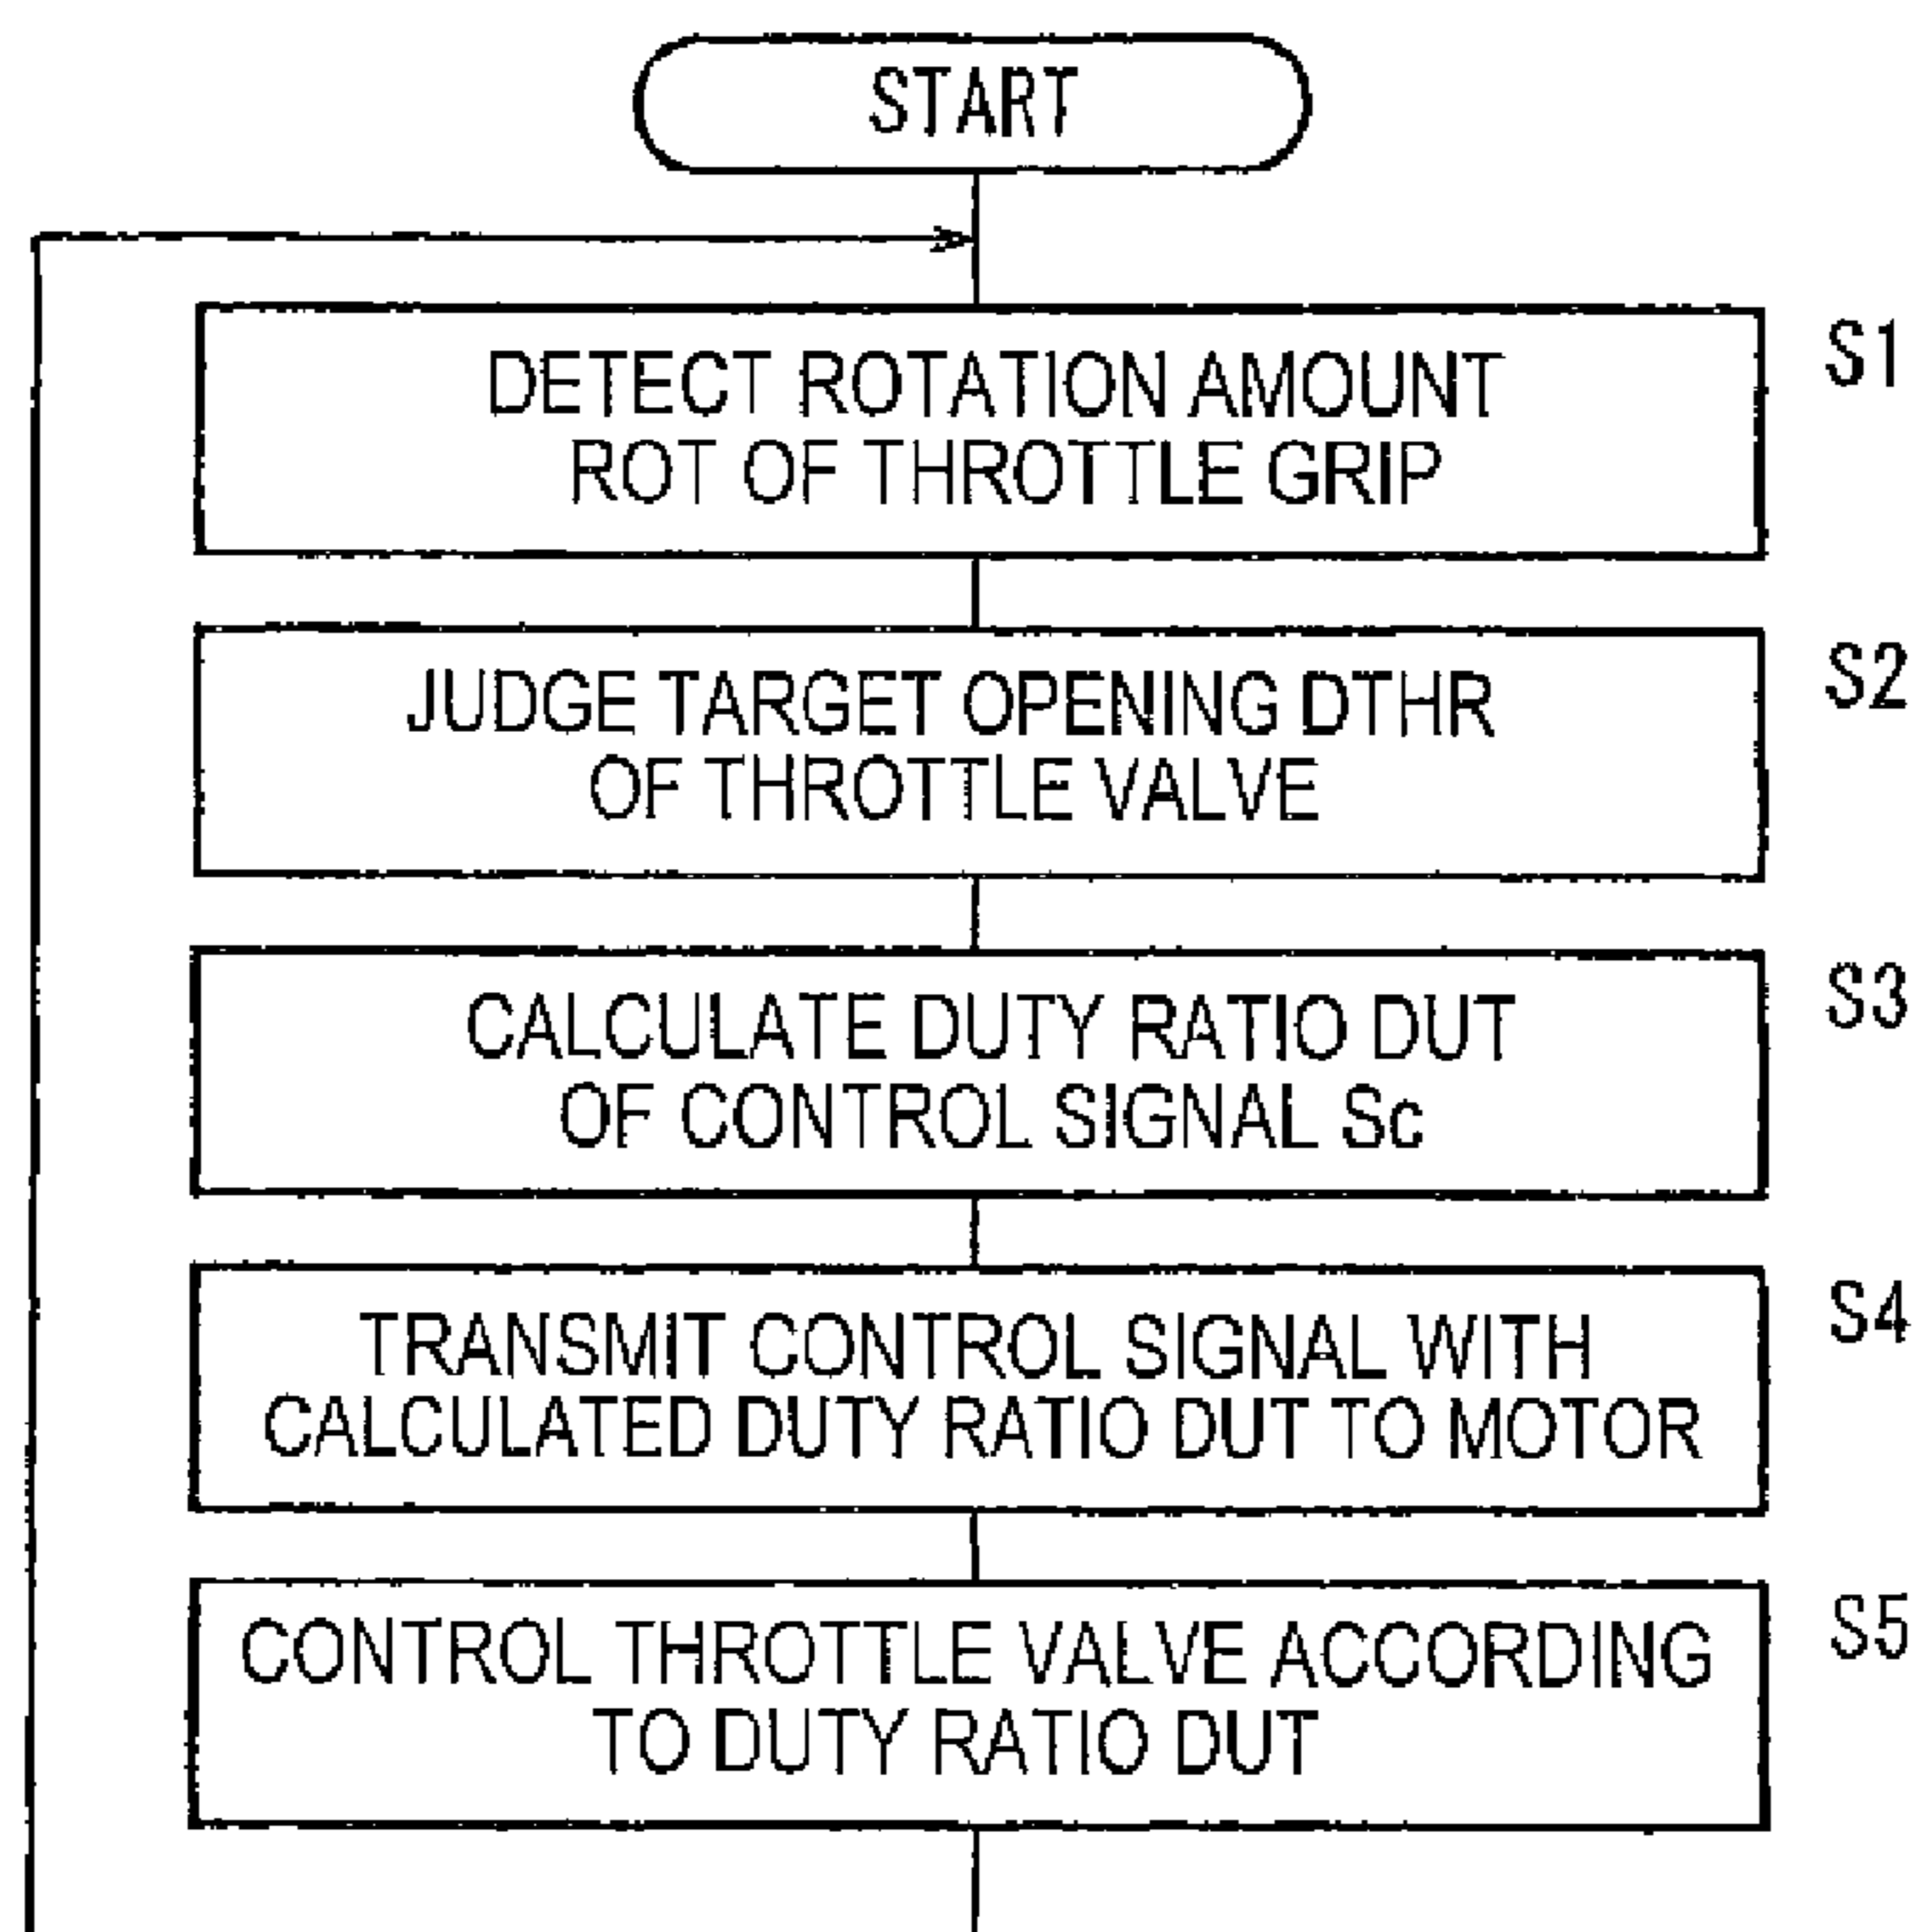 START
DETECT ROTATION AMOUNT
ROT OF THROTTLE GRIP
S1
JUDGE TARGET OPENING DTHR
OF THROTTLE VALVE
S2
CALCULATE DUTY RATIO DUT
OF CONTROL SIGNAL Sc
S3
TRANSMIT CONTROL SIGNAL WITH
CALCULATED DUTY RATIO DUT TO MOTOR
S4
CONTROL THROTTLE VALVE ACCORDING
TO DUTY RATIO DUT
S5